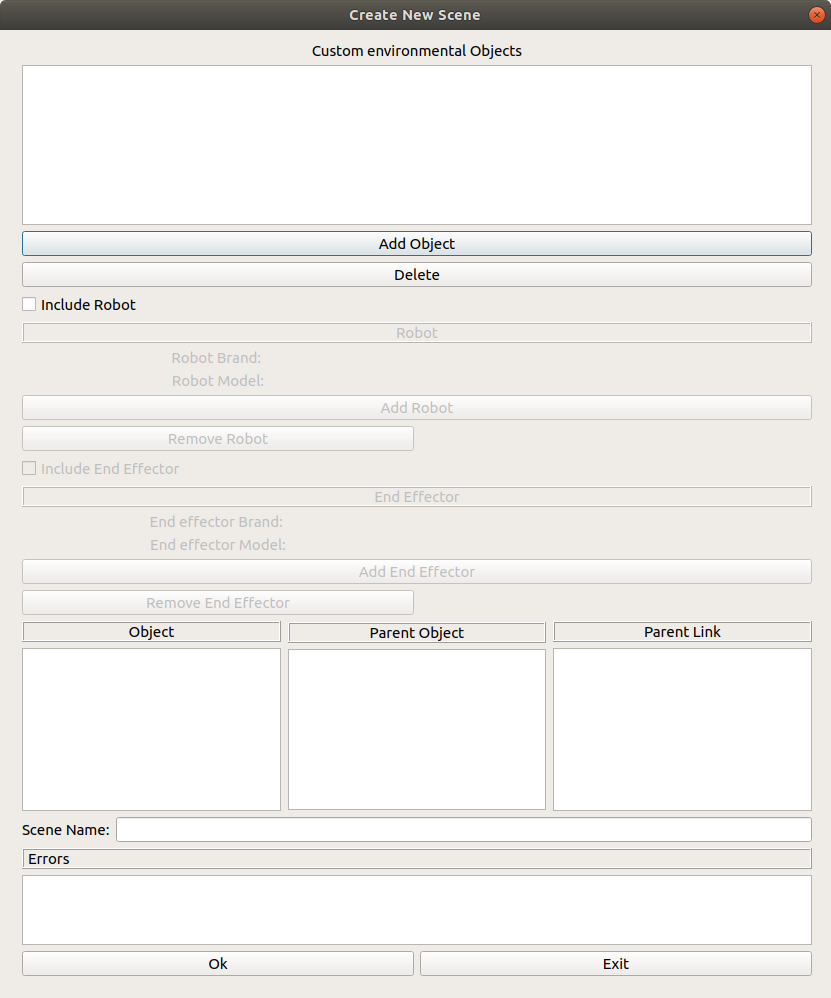 Create New Scene
Custom environmental Objects
Add Object
Delete
Include Robot
Robot
Robot Brand:
Robot Model:
Add Robot
Remove Robot
Include End Effector
End Effector
End effector Brand:
End effector Model:
Add End Effector
Remove End Effector
Object Parent Object Parent Link
Scene Name:
Errors
Ok Exit